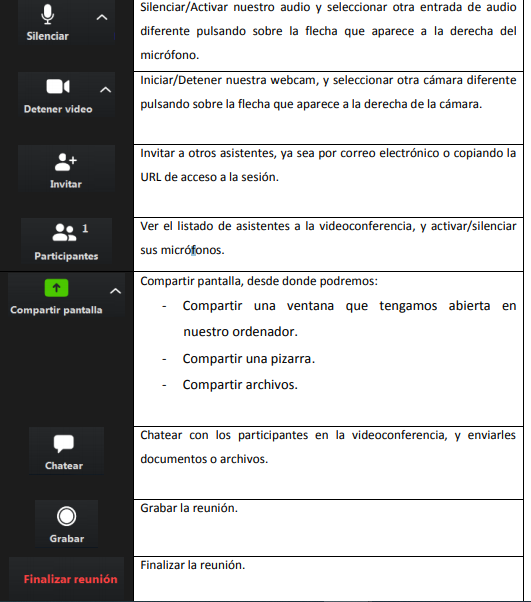 Silenciar/Activar nuestro audio y seleccionar otra entrada de audio
diferente pulsando sobre la flecha que aparece a la derecha del
micrófono.
Silenciar
Iniciar/Detener nuestra webcam, y seleccionar otra cámara diferente
pulsando sobre la flecha que aparece a la derecha de la cámara.
Detener video
Invitar a otros asistentes, ya sea por correo electrónico o copiando la
URL de acceso a la sesión.
Invitar
Ver el listado de asistentes a la videoconferencia, y activar/silenciar
sus micrófonos.
1
Participantes
Compartir pantalla, desde donde podremos:
- Compartir una ventana que tengamos abierta en
nuestro ordenador.
- Compartir una pizarra.
- Compartir archivos.
Compartir pantalla
Chatear con los participantes en la videoconferencia, y enviarles
documentos o archivos.
Chatear
Grabar la reunión.
Grabar
Finalizar la reunión.
Finalizar reunión